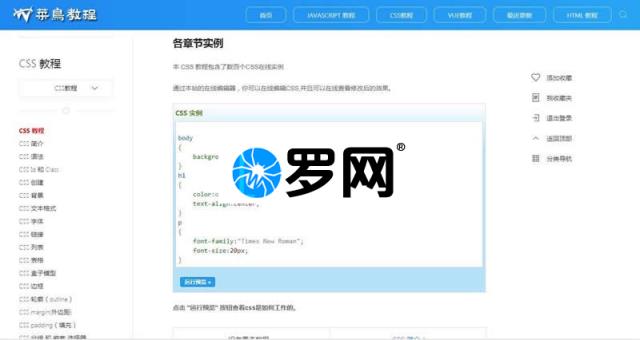 菜鳥教程
首页
JAVASCRIPT 教程
CSS教程
VUE教程
HTML 教程
CSS 教程
CSS教程
CSS 教程
CSS 简介
CSS 语法
CSS Id 和 Class
CSS 创建
CSS 背景
CSS 文本格式
CSS 字体
CSS 链接
CSS 列表
CSS 表格
CSS 盒子模型
CSS 边框
CSS 轮廓（outline）
CSS margin(外边距)
CSS padding（填充）
各章节实例
本 CSS 教程包含了数百个CSS在线实例
通过本站的在线编辑器，你可以在线编辑CSS,并且可以在线查看修改后的效果。
CSS 实例
body
{
backgro
}
h1
{
color:
text-align:center;
}
p
{
font-family:"Times New Roman";
font-size:20px;
}
罗网®
运行预览 »
点击 "运行预览" 按钮查看css是如何工作的。
添加收藏
我收藏夹
退出登录
返回顶部
分类导航